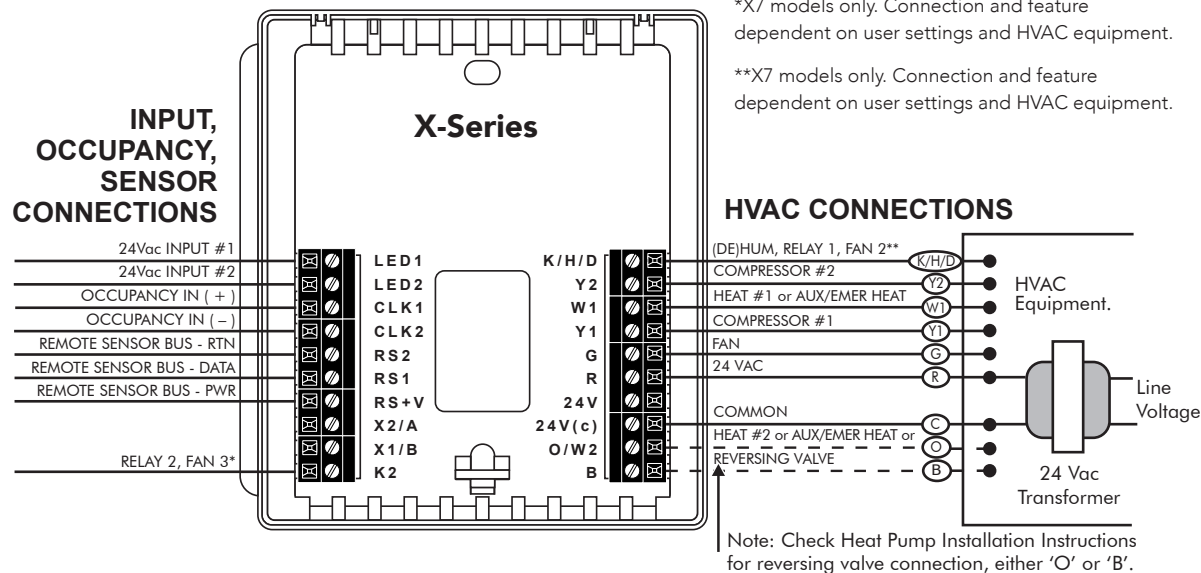 *X7 models only. Connection and feature
dependent on user settings and HVAC equipment.
**X7 models only. Connection and feature
dependent on user settings and HVAC equipment.
X-Series
INPUT,
OCCUPANCY,
SENSOR
CONNECTIONS
24Vac INPUT #1
24Vac INPUT #2
OCCUPANCY IN ( + )
OCCUPANCY IN ( – )
REMOTE SENSOR BUS - RTN
REMOTE SENSOR BUS - DATA
REMOTE SENSOR BUS - PWR
RELAY 2, FAN 3*
LED1
LED2
CLK1
CLK2
RS2
RS1
RS+V
X2/A
X1/B
K2
K/H/D
Y2
W1
Y1
G
R
24V
24V(c)
O/W2
B
HVAC CONNECTIONS
(DE)HUM, RELAY 1, FAN 2**
COMPRESSOR #2
HEAT #1 or AUX/EMER HEAT
COMPRESSOR #1
FAN
24 VAC
COMMON
HEAT #2 or AUX/EMER HEAT or
REVERSING VALVE
K/H/D
Y2
W1
Y1
G
R
C
O
B
HVAC
Equipment.
Line
Voltage
24 Vac
Transformer
Note: Check Heat Pump Installation Instructions
for reversing valve connection, either ‘O’ or ‘B’.